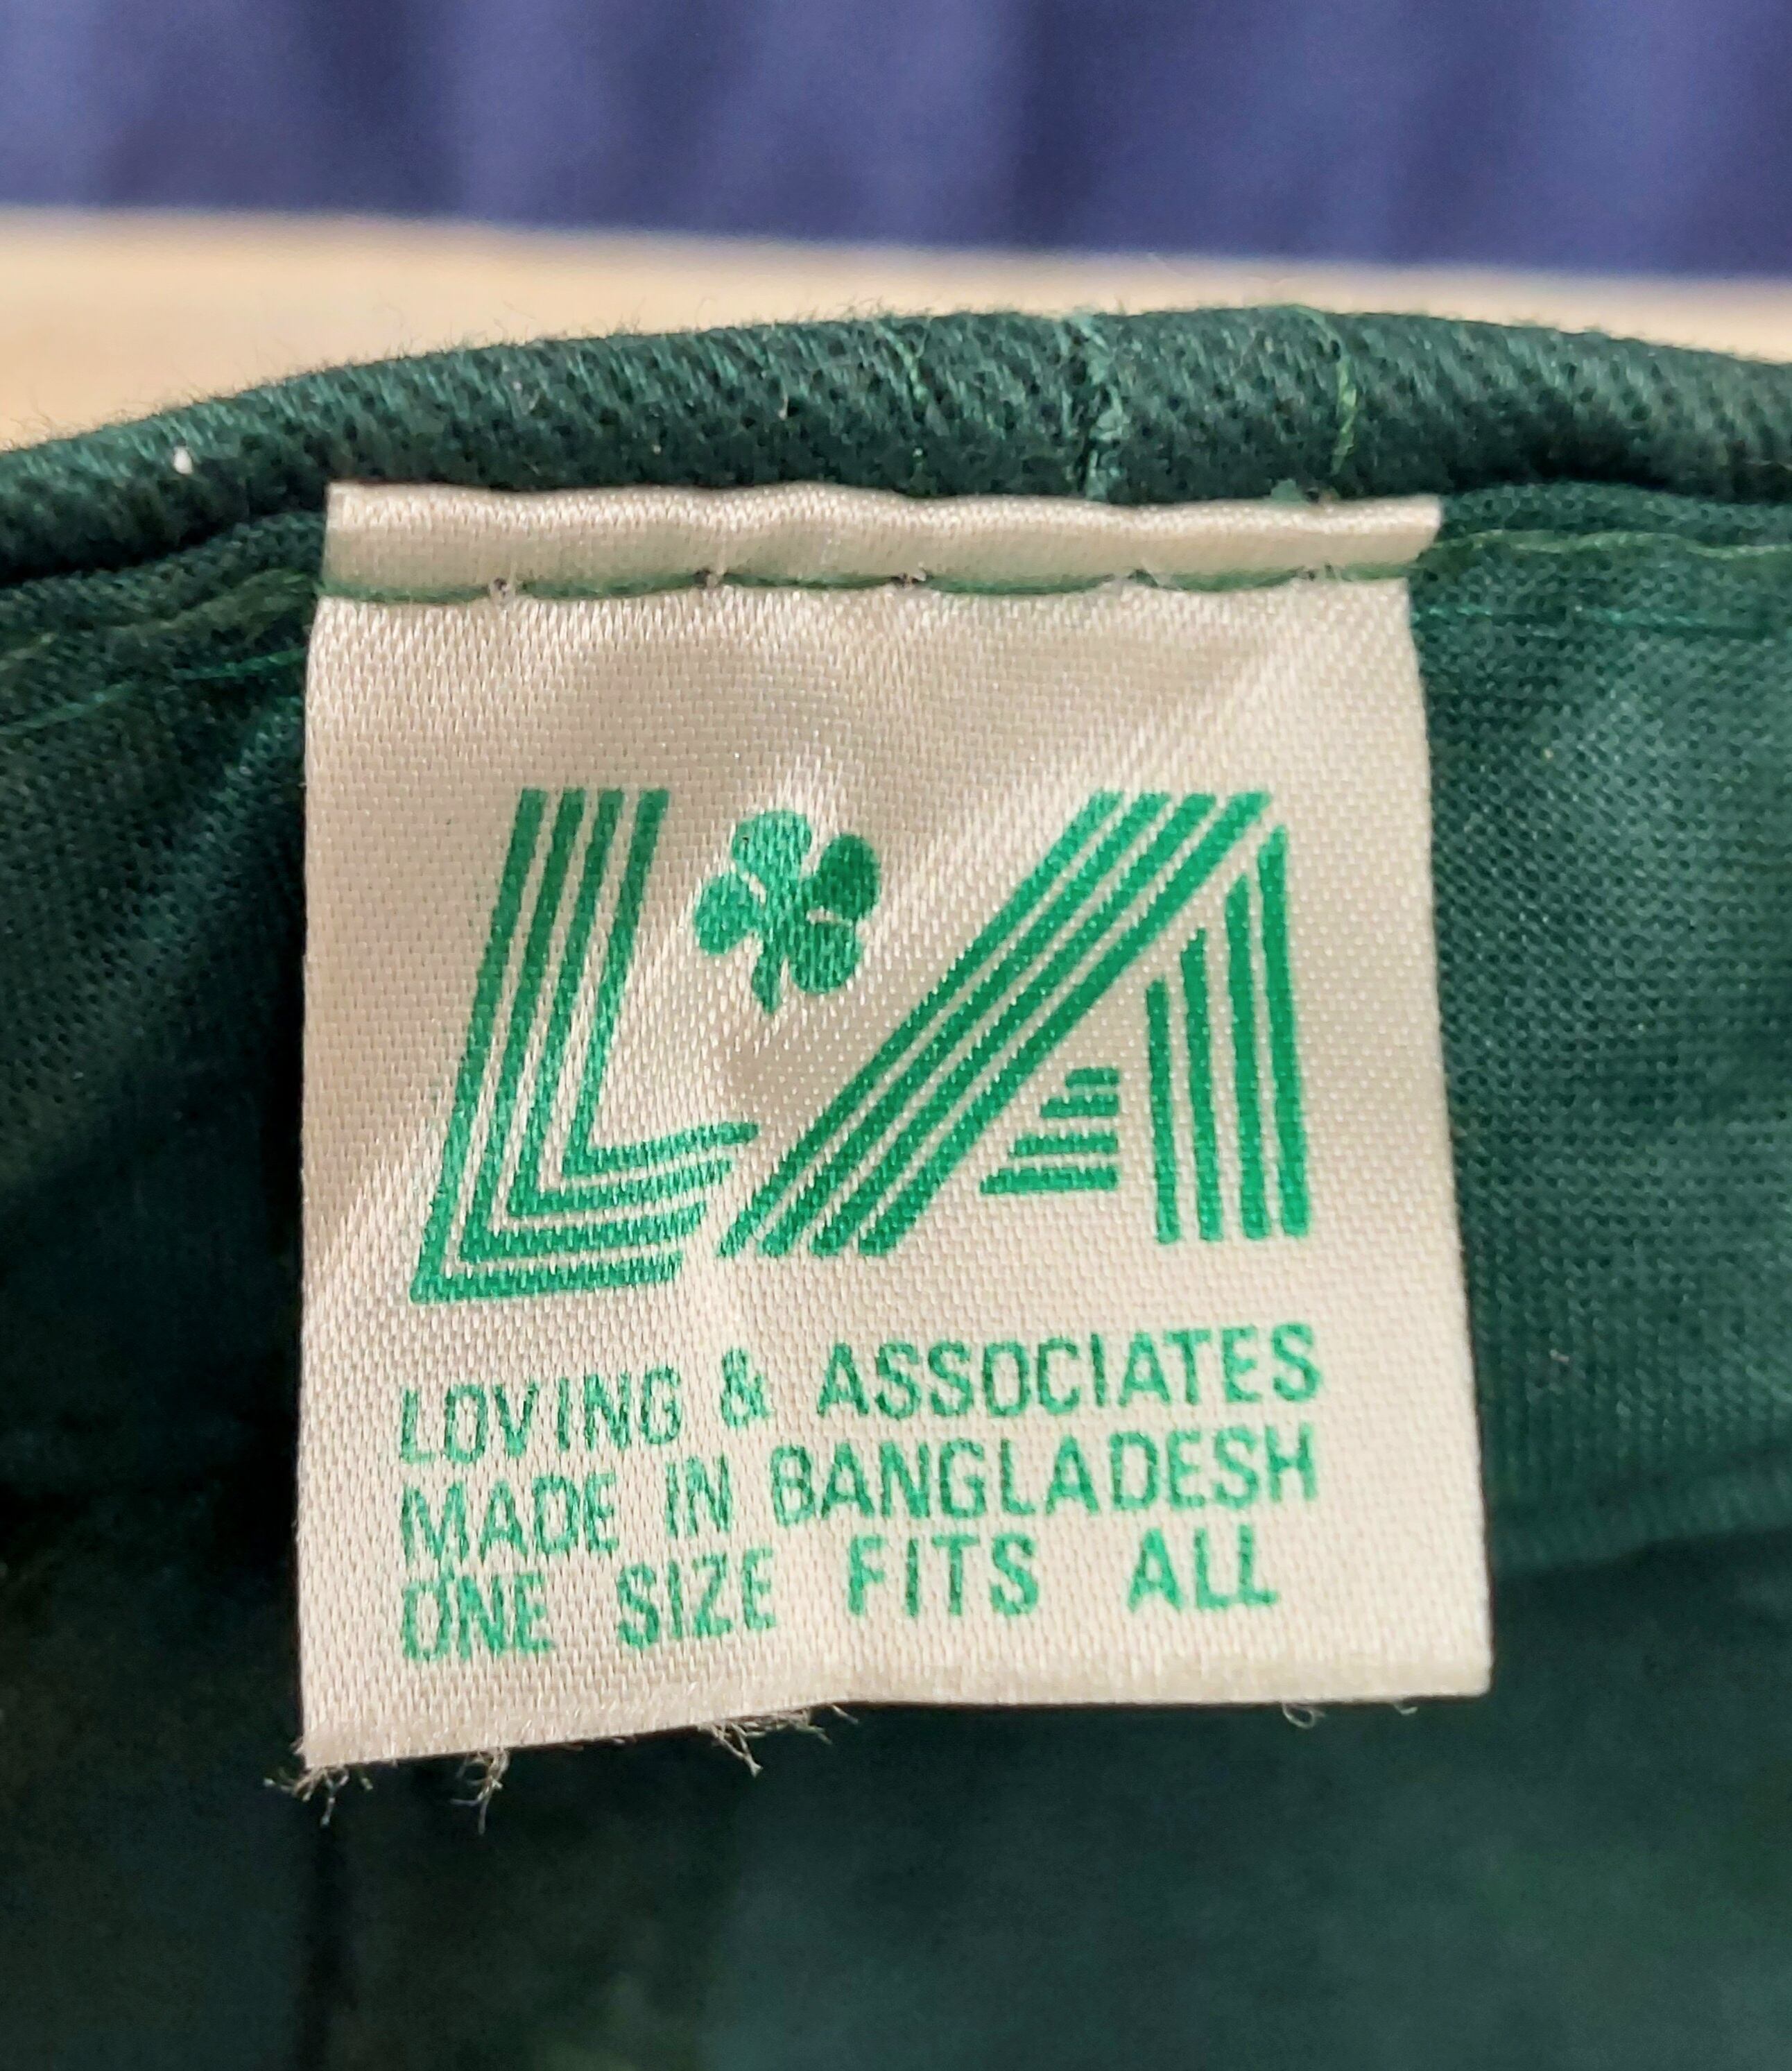 LA
LOVING & ASSOCIATES
MADE IN BANGLADESH
ONE SIZE FITS ALL